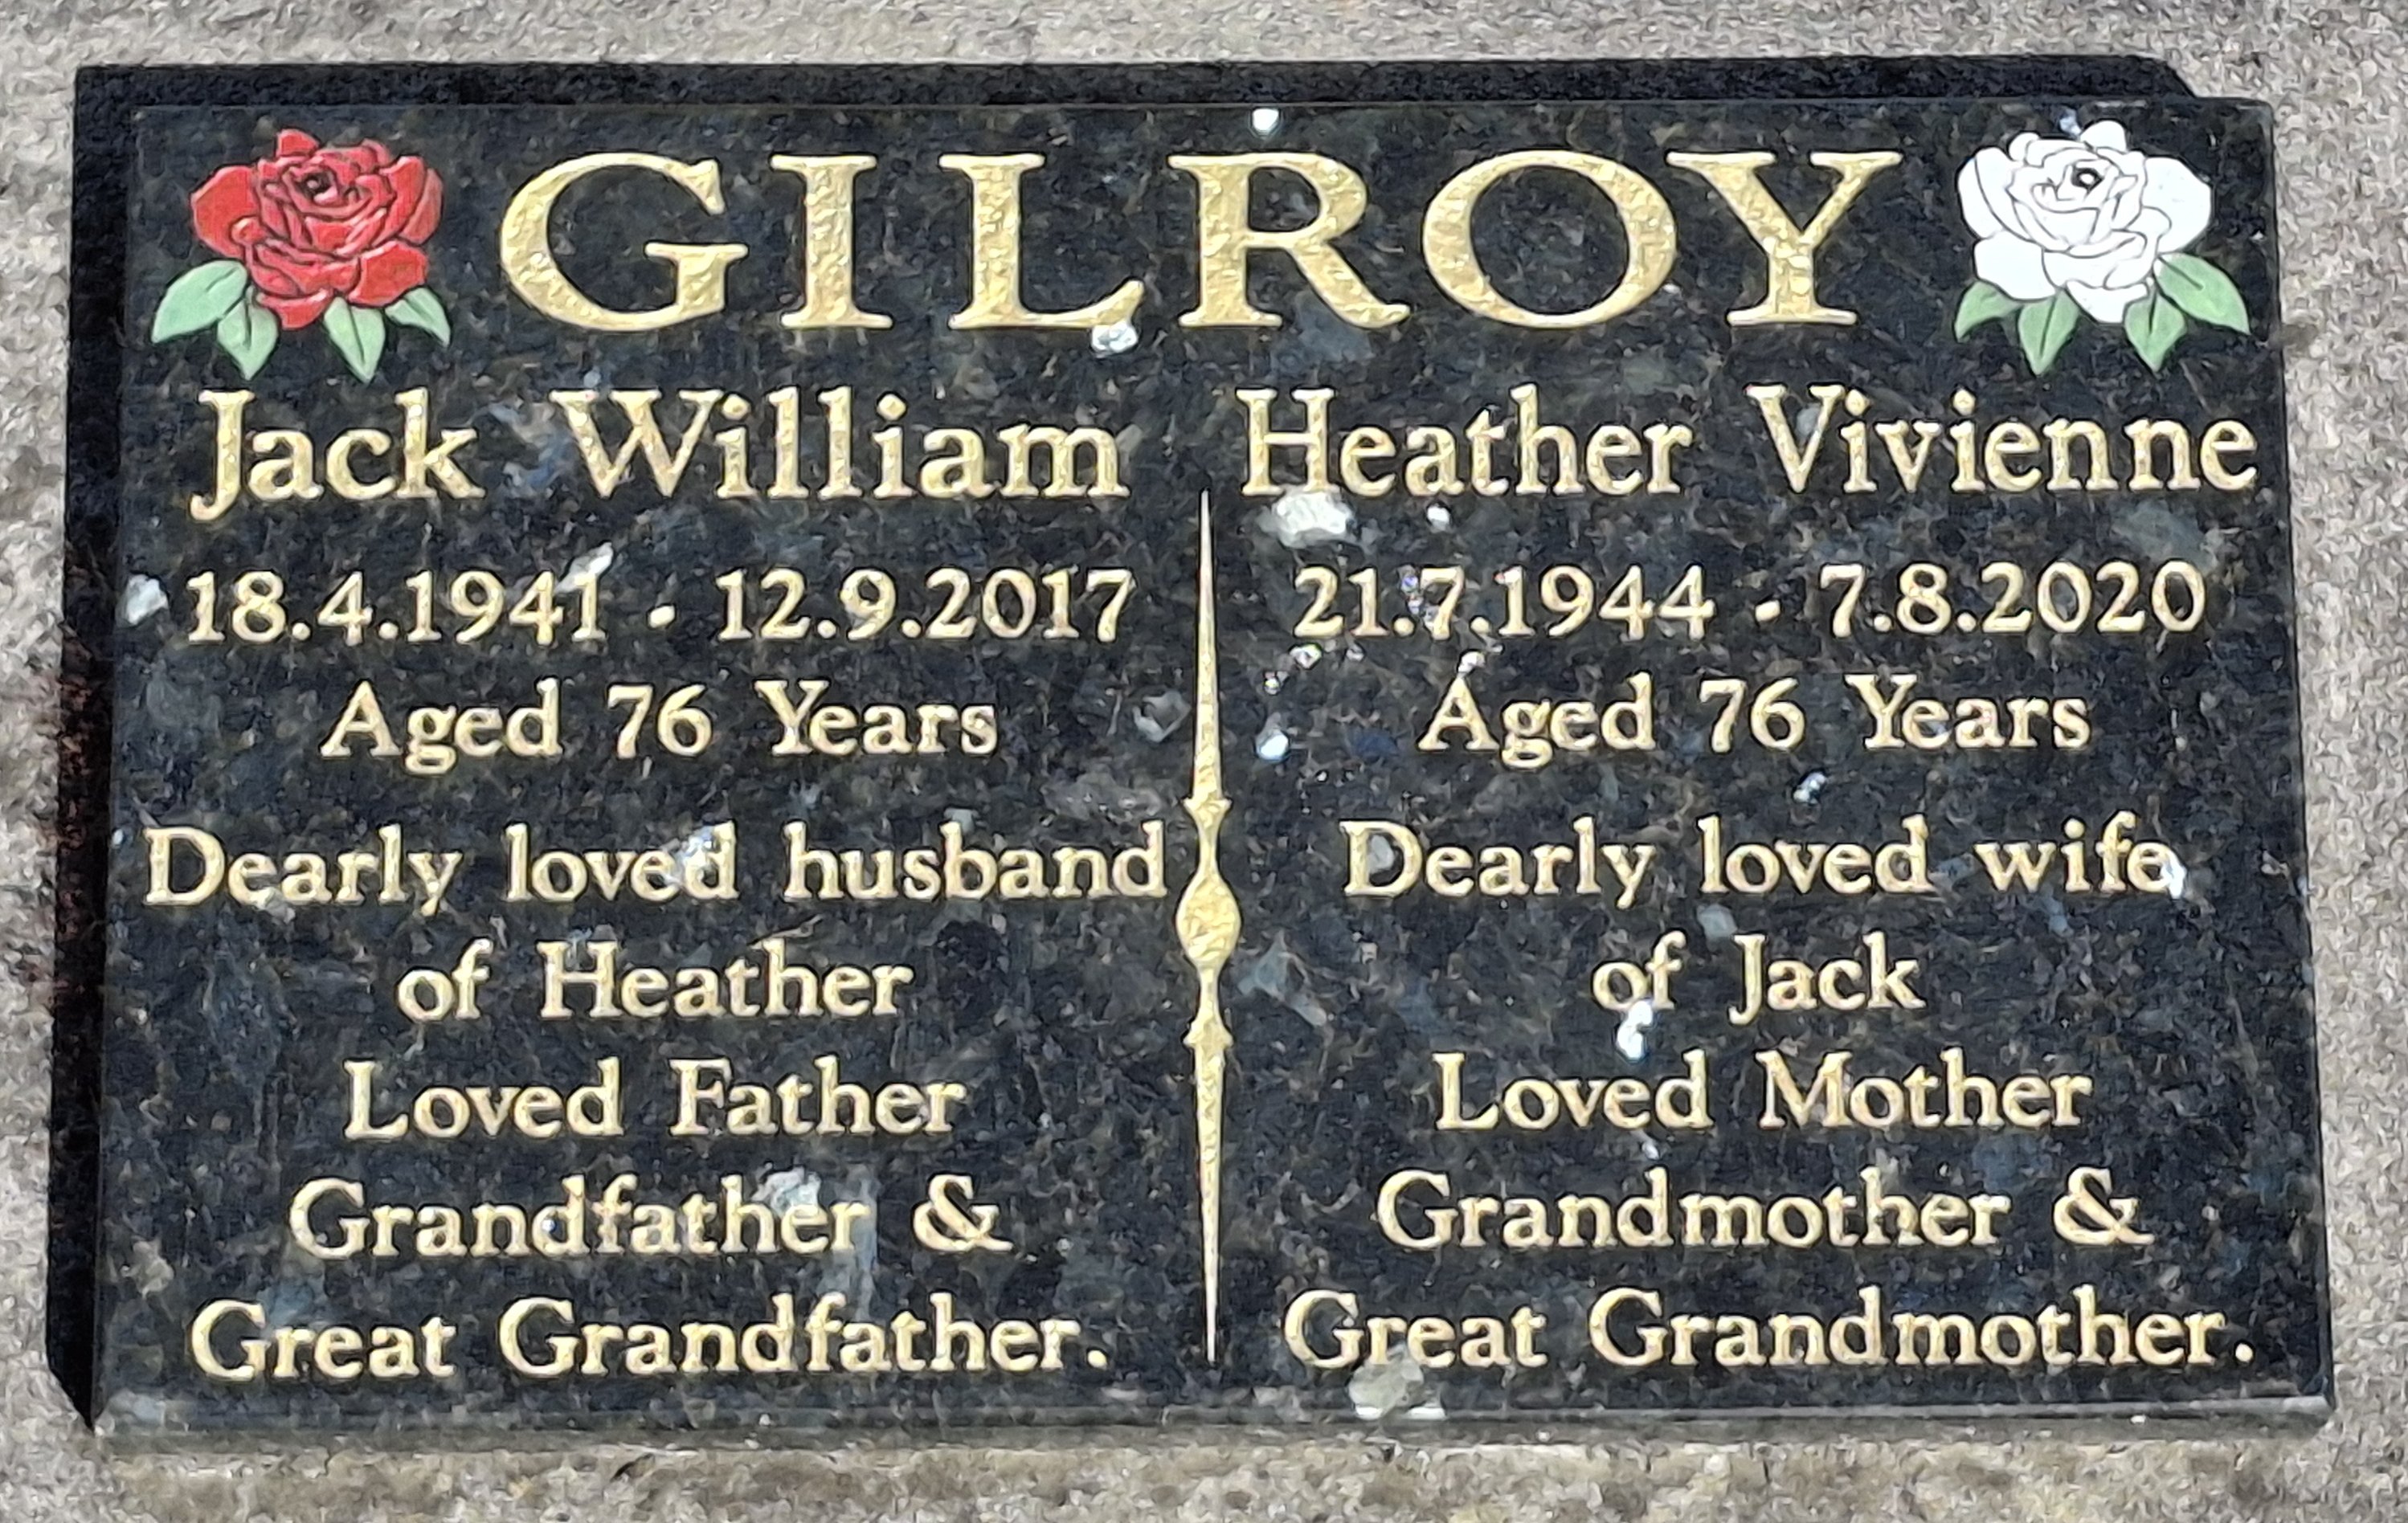 GILROY
Jack William
18.4.1941 - 12.9.2017
Aged 76 Years
Dearly loved husband
of Heather
Loved Father
Grandfather &
Great Grandfather.
Heather Vivienne
21.7.1944 - 7.8.2020
Aged 76 Years
Dearly loved wife
of Jack
Loved Mother
Grandmother &
Great Grandmother.